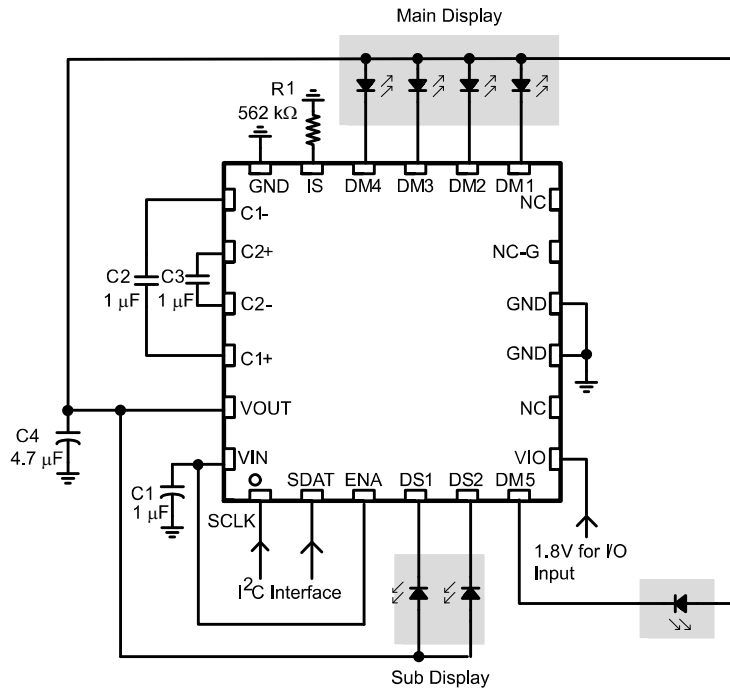 Main Display
R1
562 kΩ
GND
IS
DM4
DM3
DM2
DM1
C1-
NC
C2+
NC-G
C2
C3
1 μF
1 μF
C2-
GND
C1+
GND
VOUT
NC
C4
4.7 μF
VIN
VIO
C1
1 μF
SDAT
ENA
DS1
DS2
DM5
SCLK
I²C Interface
1.8V for I/O
Input
Sub Display